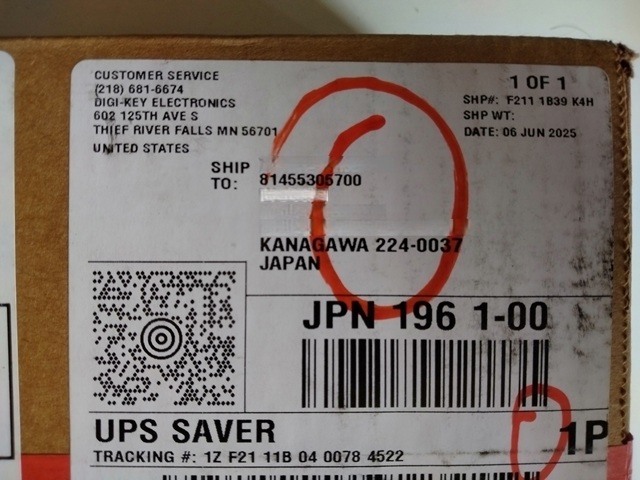 CUSTOMER SERVICE
(218) 681-6674
DIGI-KEY ELECTRONICS
602 125TH AVE S
THIEF RIVER FALLS MN 56701
UNITED STATES
1 OF 1
SHP#: F211 1B39 K4H
SHP WT:
DATE: 06 JUN 2025
SHIP
TO: 81455305700
KANAGAWA 224-0037
JAPAN
JPN 196 1-00
UPS SAVER
TRACKING #: 1Z F21 11B 04 0078 4522
1P